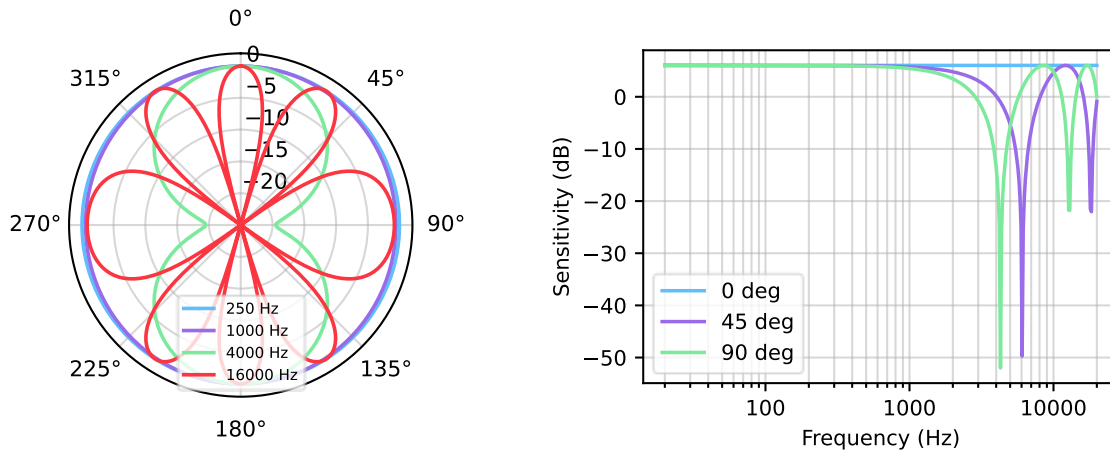 0°
45°
90°
135°
180°
225°
270°
315°
0
−5
−10
−15
−20
250 Hz
1000 Hz
4000 Hz
16000 Hz
Sensitivity (dB)
0
−10
−20
−30
−40
−50
0 deg
45 deg
90 deg
100
1000
10000
Frequency (Hz)